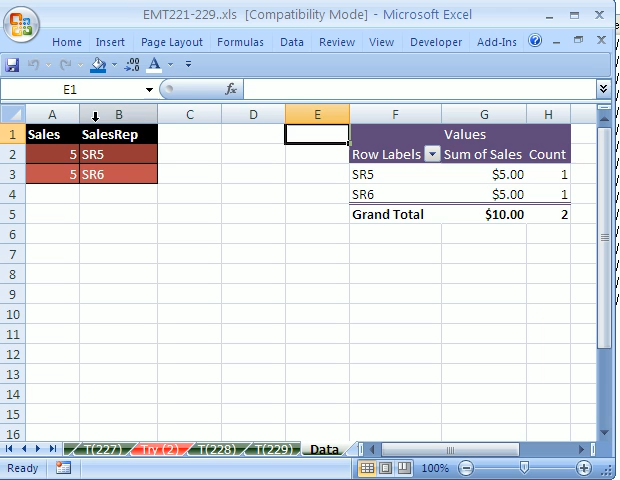 EMT221-229..xls [Compatibility Mode] - Microsoft Excel
Home Insert Page Layout Formulas Data Review View Developer Add-Ins
E1 fx
A B C D E F G H
1 Sales SalesRep Values
2 5 SR5 Row Labels Sum of Sales Count
3 5 SR6 SR5 $5.00 1
4 SR6 $5.00 1
5 Grand Total $10.00 2
6
7
8
9
10
11
12
13
14
15
16
T(227) Try (2) T(228) T(229) Data
Ready 100%